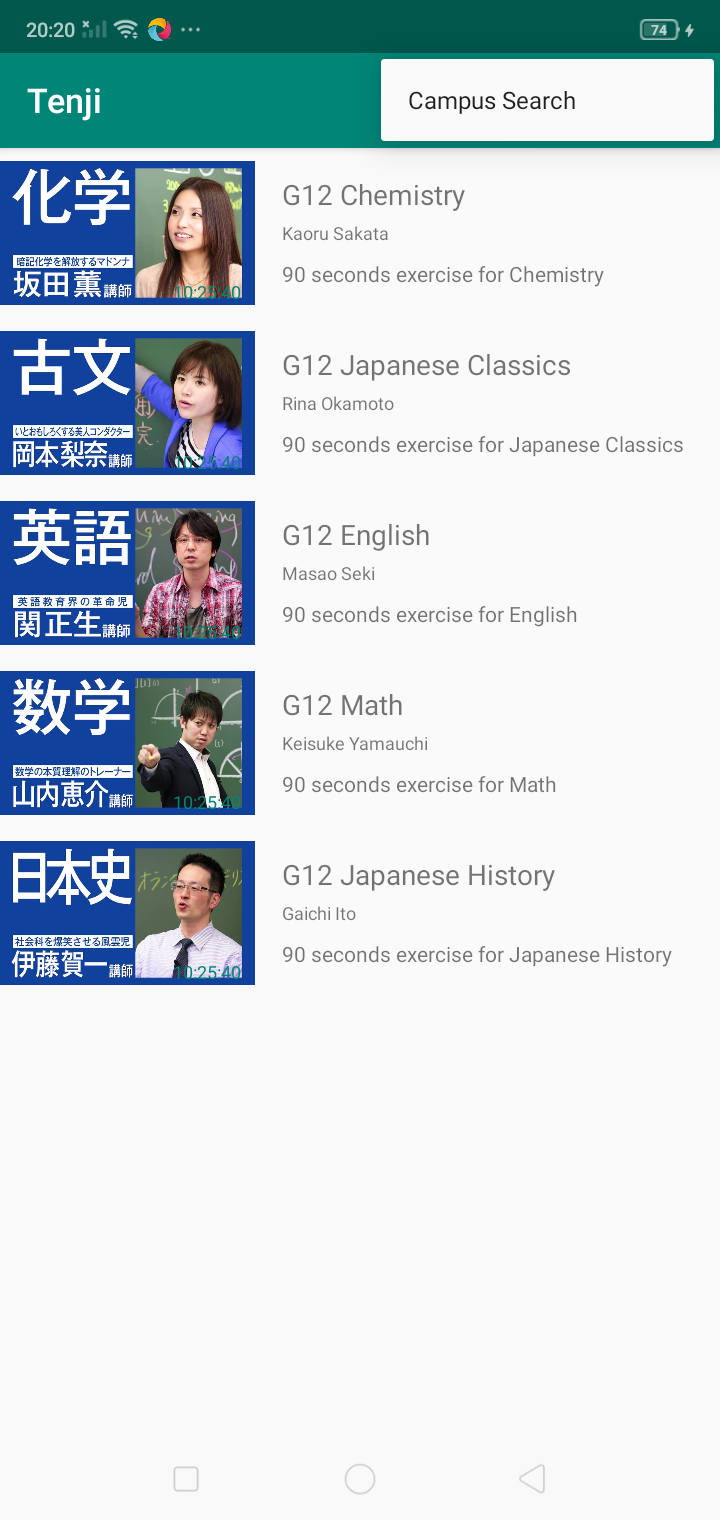 20:20
74
Tenji
Campus Search
化学
暗記化学を解放するマドンナ
坂田 薫 講師
10:25:40
G12 Chemistry
Kaoru Sakata
90 seconds exercise for Chemistry
古文
いとおもしろくする美人コンダクター
岡本梨奈講師
10:25:40
G12 Japanese Classics
Rina Okamoto
90 seconds exercise for Japanese Classics
英語
英語教育界の革命児
関 正生講師
10:25:40
G12 English
Masao Seki
90 seconds exercise for English
数学
数学の本質理解のトレーナー
山内恵介講師
10:25:40
G12 Math
Keisuke Yamauchi
90 seconds exercise for Math
日本史
社会科を爆笑させる風雲児
伊藤賀一講師
10:25:40
G12 Japanese History
Gaichi Ito
90 seconds exercise for Japanese History